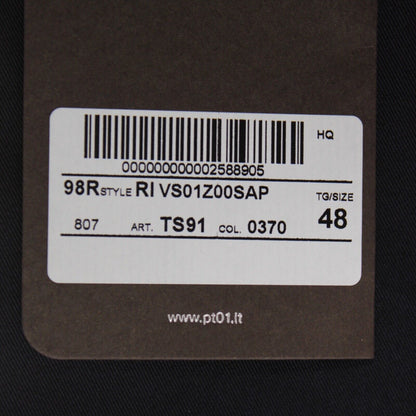 HQ
000000000002588905
98R STYLE RI VS01Z00SAP TG/SIZE
807 ART. TS91 COL. 0370 48
www.pt01.it